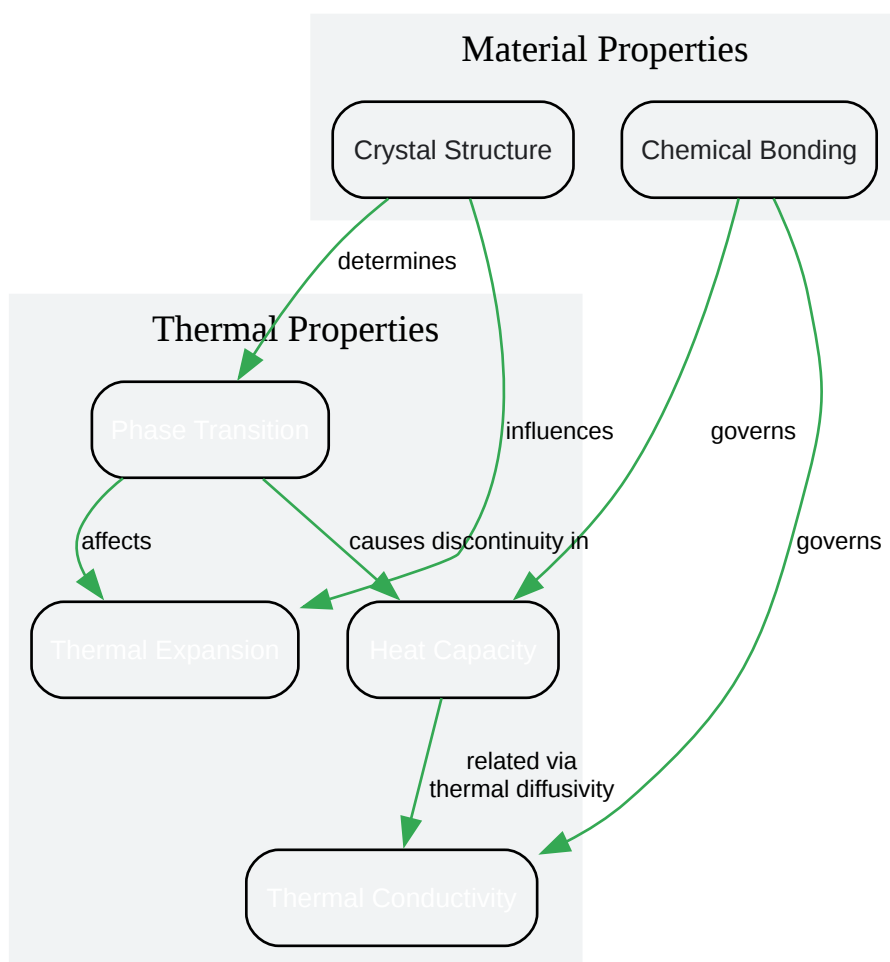 Material Properties
Crystal Structure
Chemical Bonding
determines
Thermal Properties
Phase Transition
influences
governs
affects
causes discontinuity in
governs
Thermal Expansion
Heat Capacity
related via
thermal diffusivity
Thermal Conductivity